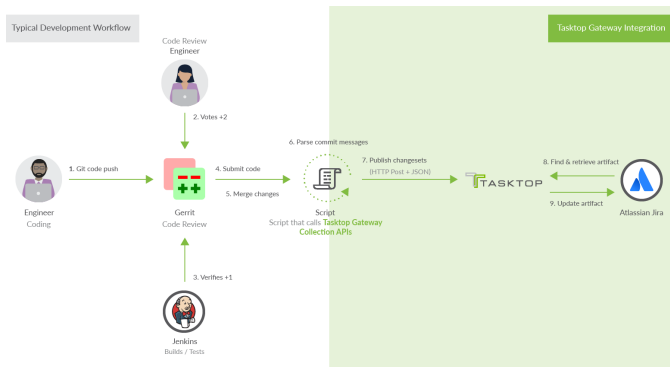 Typical Development Workflow
Tasktop Gateway Integration
Code Review
Engineer
2. Votes +2
1. Git code push
Engineer
Coding
Gerrit
Code Review
4. Submit code
5. Merge changes
3. Verifies +1
Jenkins
Builds / Tests
6. Parse commit messages
Script
Script that calls Tasktop Gateway
Collection APIs
7. Publish changesets
(HTTP Post + JSON)
TASKTOP
8. Find & retrieve artifact
9. Update artifact
Atlassian Jira